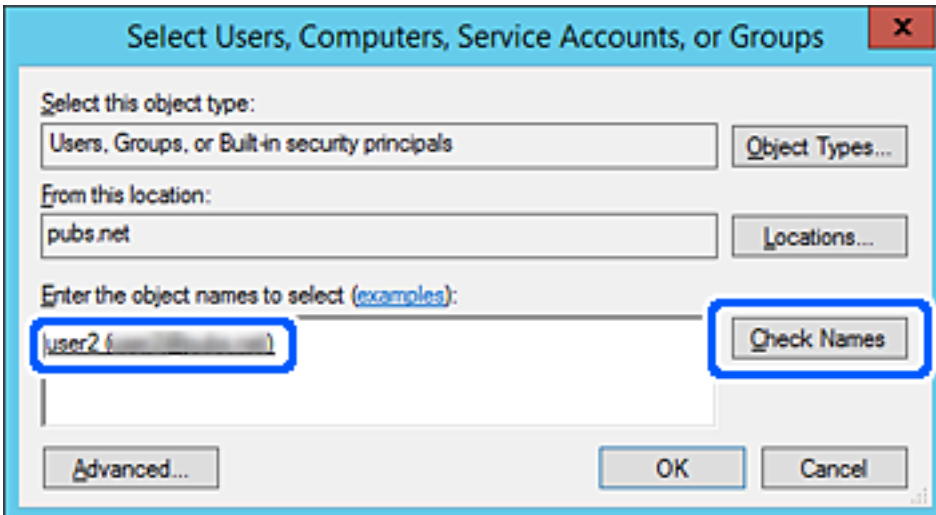 Select Users, Computers, Service Accounts, or Groups
x
Select this object type:
Users, Groups, or Built-in security principals
Object Types...
From this location:
pubs.net
Locations...
Enter the object names to select (examples):
user2 (
Check Names
Advanced...
OK
Cancel